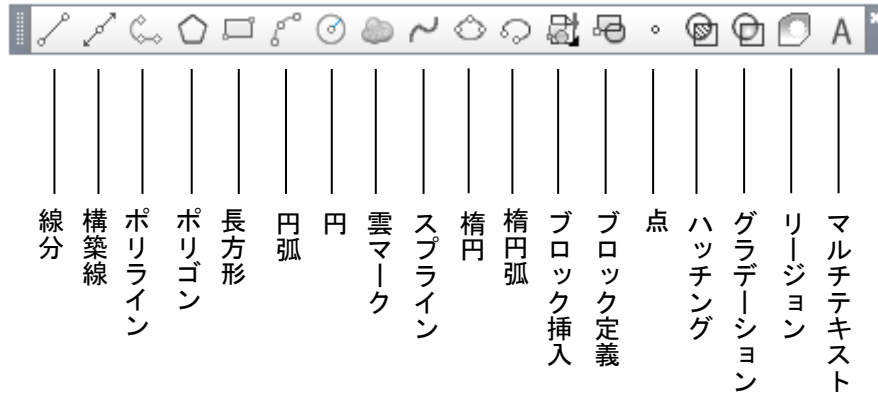 線分
構築線
ポリライン
ポリゴン
長方形
円弧
円
雲マーク
スプライン
楕円
楕円弧
ブロック挿入
ブロック定義
点
ハッチング
グラデーション
リージョン
マルチテキスト